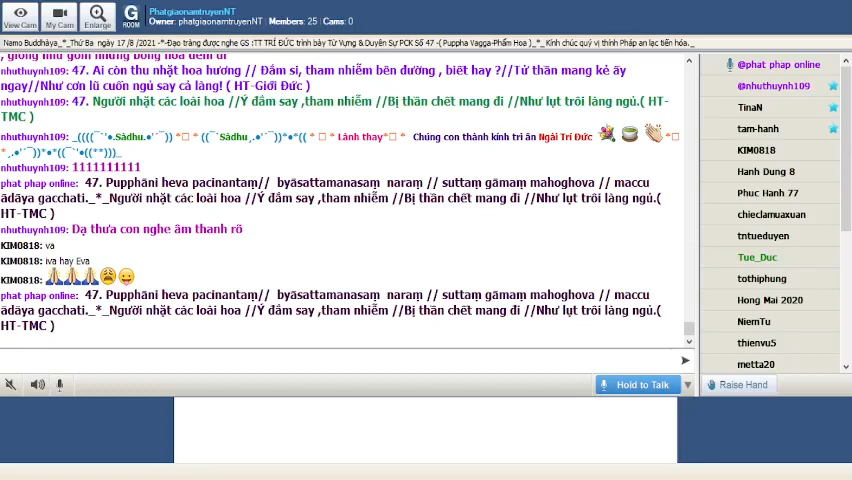 PhatgiaonamtruyenNT
Owner: phatgiaonamtruyenNT | Members: 25 | Cams: 0
View Cam
My Cam
Enlarge
G
ROOM
Namo Buddhàya_*_Thứ Ba ngày 17 /8 /2021 -*-Đạo tràng được nghe GS :TT TRÍ ĐỨC trình bày Từ Vựng & Duyên Sự PCK Số 47 -( Puppha Vagga-Phẩm Hoa )_*_ Kính chúc quý vị thính Pháp an lạc tiến hóa._
nhuthuynh109: 47. Ai còn thu nhặt hoa hương // Đắm si, tham nhiễm bên đường , biết hay ?//Tử thần mang kẻ ấy
ngay//Như cơn lũ cuốn ngủ say cả làng! ( HT-Giới Đức )
nhuthuynh109: 47. Người nhặt các loài hoa //Ý đắm say ,tham nhiễm //Bị thần chết mang đi //Như lụt trôi làng ngủ.( HT-
TMC )
nhuthuynh109: _((((¯`'•.Sàdhu.•'´¯)) *□ * ((¯`Sàdhu,.•'´¯))*•*(( * □ * Lành thay*□ * Chúng con thành kính tri ân Ngài Trí Đức *□
*,.•'´¯))*•*((¯`'•((**)))_
nhuthuynh109: 1111111111
phat phap online: 47. Pupphāni heva pacinantaṃ// byāsattamanasaṃ naraṃ // suttaṃ gāmaṃ mahoghova // maccu
ādāya gacchati._*_Người nhặt các loài hoa //Ý đắm say ,tham nhiễm //Bị thần chết mang đi //Như lụt trôi làng ngủ.(
HT-TMC )
nhuthuynh109: Dạ thưa con nghe âm thanh rõ
KIM0818: va
KIM0818: iva hay Eva
KIM0818:
phat phap online: 47. Pupphāni heva pacinantaṃ// byāsattamanasaṃ naraṃ // suttaṃ gāmaṃ mahoghova // maccu
ādāya gacchati._*_Người nhặt các loài hoa //Ý đắm say ,tham nhiễm //Bị thần chết mang đi //Như lụt trôi làng ngủ.(
HT-TMC )
@phat phap online
@nhuthuynh109
TinaN
tam-hanh
KIM0818
Hanh Dung 8
Phuc Hanh 77
chieclamuaxuan
tntueduyen
Tue_Duc
tothiphung
Hong Mai 2020
NiemTu
thienvu5
metta20
Hold to Talk
Raise Hand